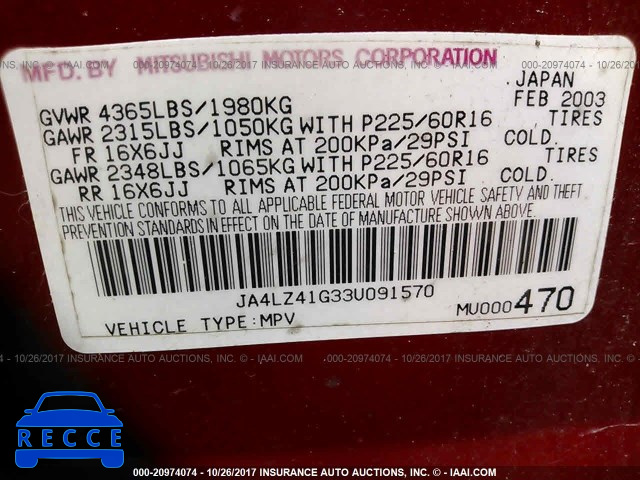 MFD. BY MITSUBISHI MOTORS CORPORATION
JAPAN
GVWR 4365LBS/1980KG FEB 2003
GAWR 2315LBS/1050KG WITH P225/60R16 TIRES
FR 16X6JJ RIMS AT 200KPa/29PSI COLD.
GAWR 2348LBS/1065KG WITH P225/60R16 TIRES
RR 16X6JJ RIMS AT 200KPa/29PSI COLD.
THIS VEHICLE CONFORMS TO ALL APPLICABLE FEDERAL MOTOR VEHICLE SAFETY AND THEFT
PREVENTION STANDARDS IN EFFECT ON THE DATE OF MANUFACTURE SHOWN ABOVE.
JA4LZ41G33U091570
VEHICLE TYPE: MPV MU000470
RECCE
000-20974074 - 10/26/2017 INSURANCE AUTO AUCTIONS © - IAAI.COM